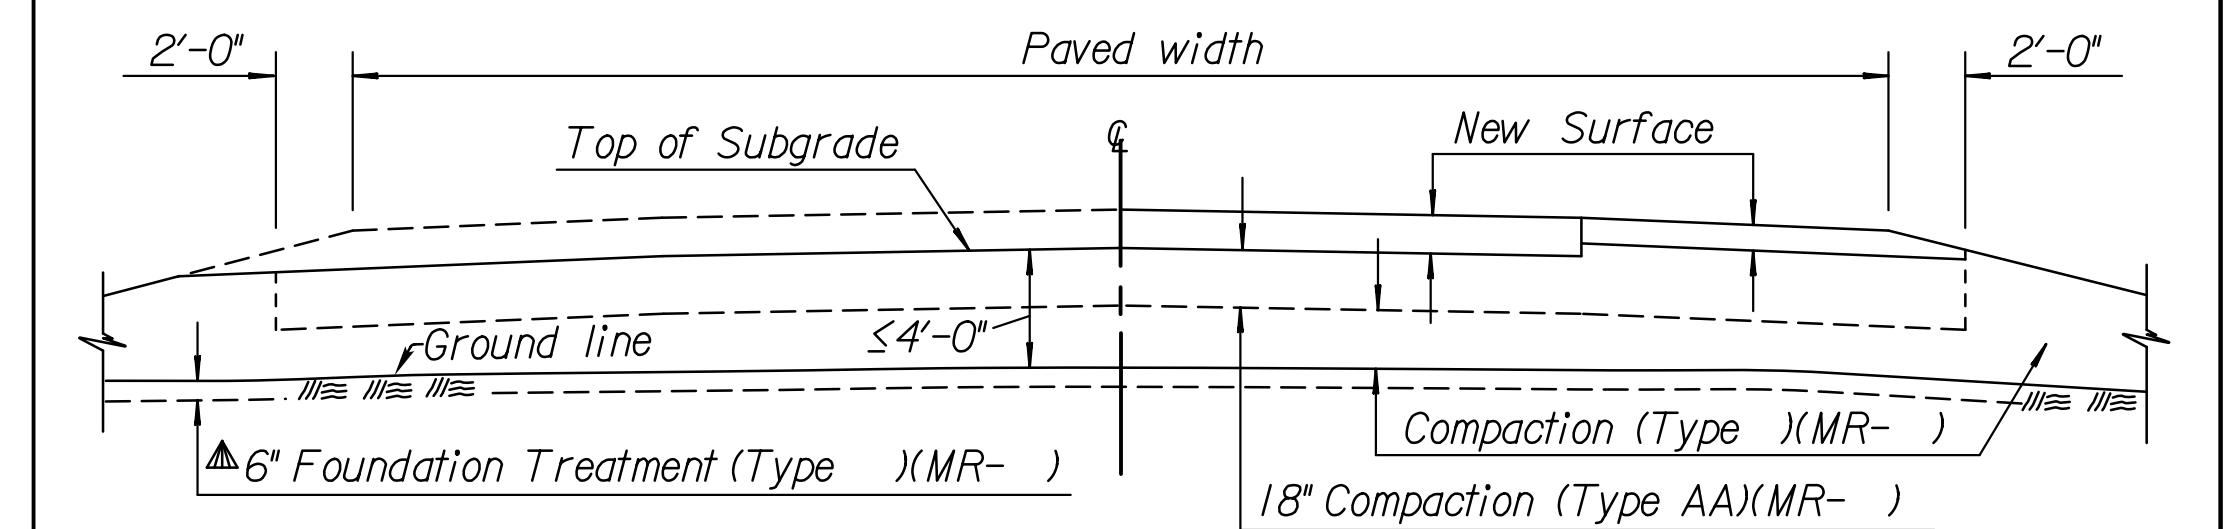 2'-0"
Paved width
2'-0"
New Surface
Top of Subgrade
℄
≤4'-0"
Ground line
Compaction (Type )(MR- )
6" Foundation Treatment (Type )(MR- )
18" Compaction (Type AA)(MR- )